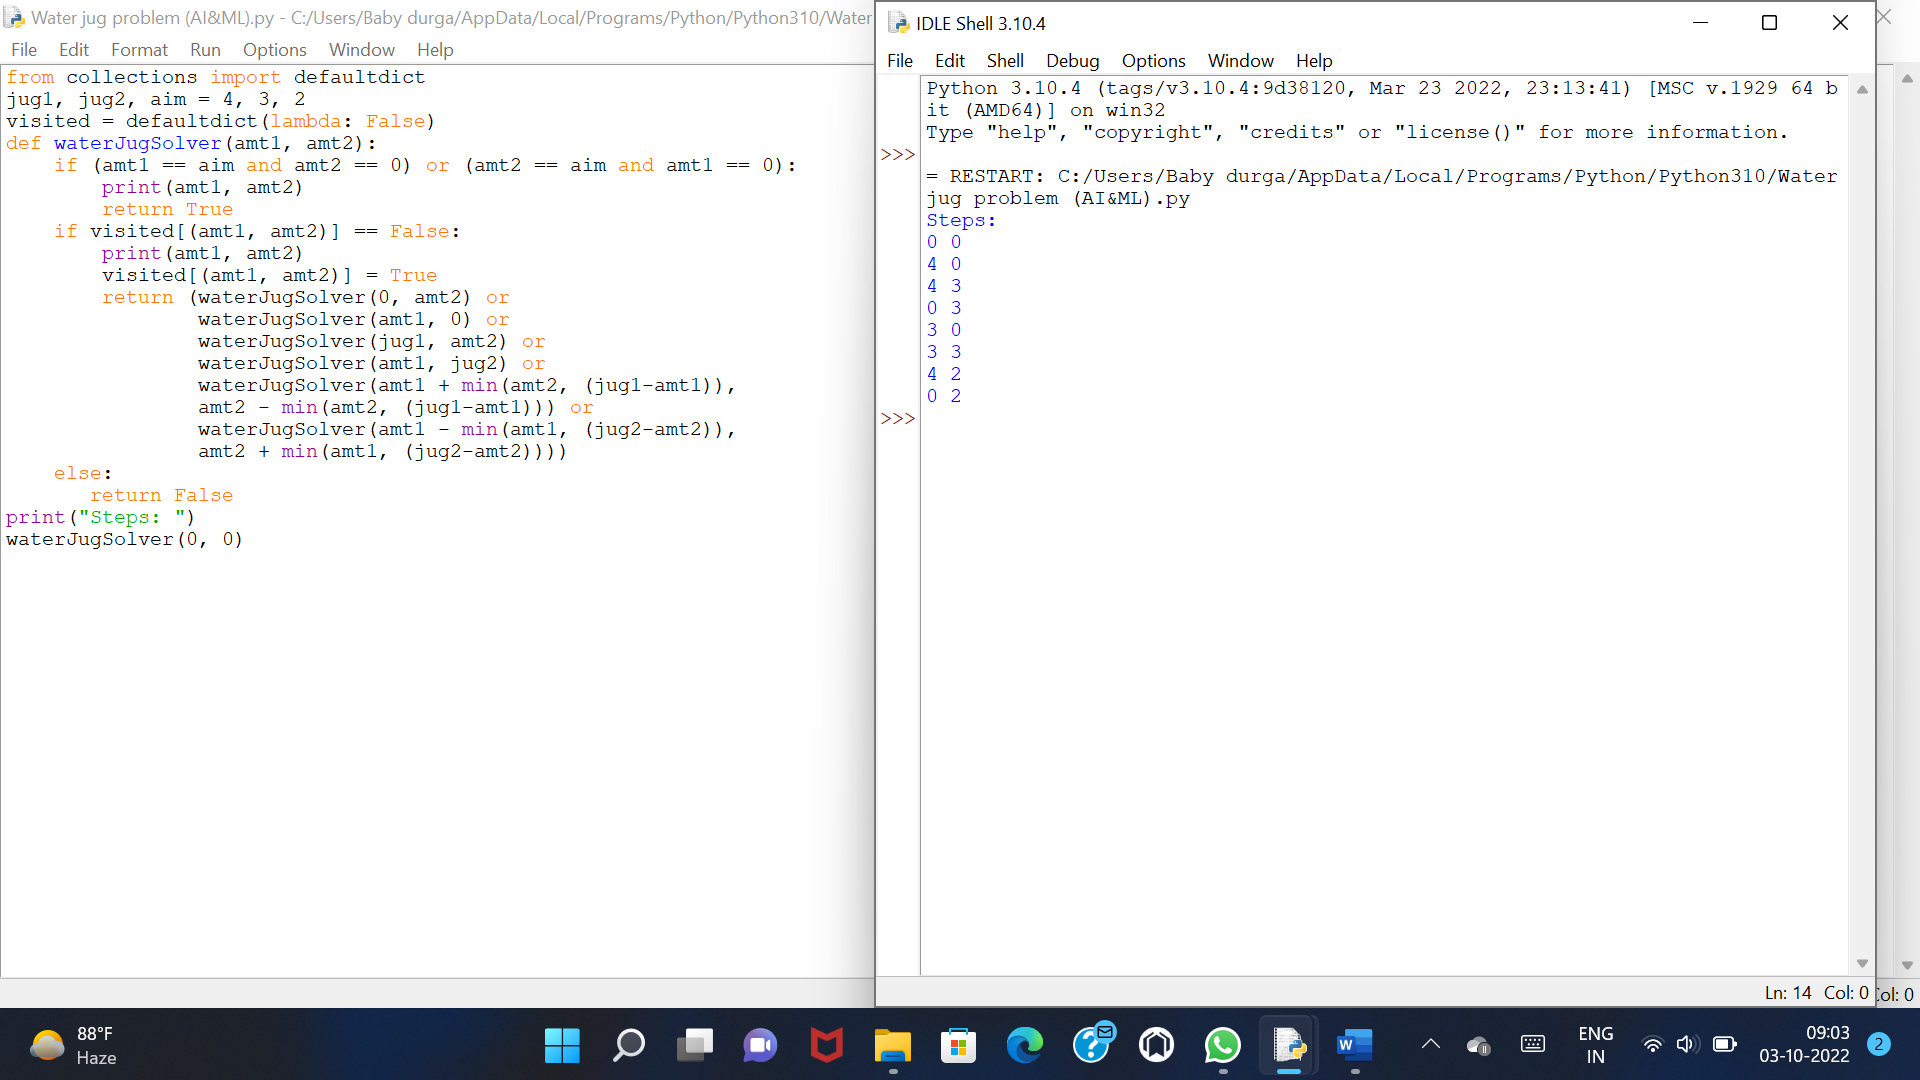 Water jug problem (AI&ML).py - C:/Users/Baby durga/AppData/Local/Programs/Python/Python310/Water
File Edit Format Run Options Window Help
from collections import defaultdict
jug1, jug2, aim = 4, 3, 2
visited = defaultdict(lambda: False)
def waterJugSolver(amt1, amt2):
    if (amt1 == aim and amt2 == 0) or (amt2 == aim and amt1 == 0):
        print(amt1, amt2)
        return True
    if visited[(amt1, amt2)] == False:
        print(amt1, amt2)
        visited[(amt1, amt2)] = True
        return (waterJugSolver(0, amt2) or
                waterJugSolver(amt1, 0) or
                waterJugSolver(jug1, amt2) or
                waterJugSolver(amt1, jug2) or
                waterJugSolver(amt1 + min(amt2, (jug1-amt1)),
                amt2 - min(amt2, (jug1-amt1))) or
                waterJugSolver(amt1 - min(amt1, (jug2-amt2)),
                amt2 + min(amt1, (jug2-amt2))))
    else:
       return False
print("Steps: ")
waterJugSolver(0, 0)
IDLE Shell 3.10.4
File Edit Shell Debug Options Window Help
Python 3.10.4 (tags/v3.10.4:9d38120, Mar 23 2022, 23:13:41) [MSC v.1929 64 b
it (AMD64)] on win32
Type "help", "copyright", "credits" or "license()" for more information.
>>>
= RESTART: C:/Users/Baby durga/AppData/Local/Programs/Python/Python310/Water
jug problem (AI&ML).py
Steps:
0 0
4 0
4 3
0 3
3 0
3 3
4 2
0 2
>>>
Ln: 14 Col: 0
Col: 0
88°F
Haze
W
ENG
IN
09:03
03-10-2022
2